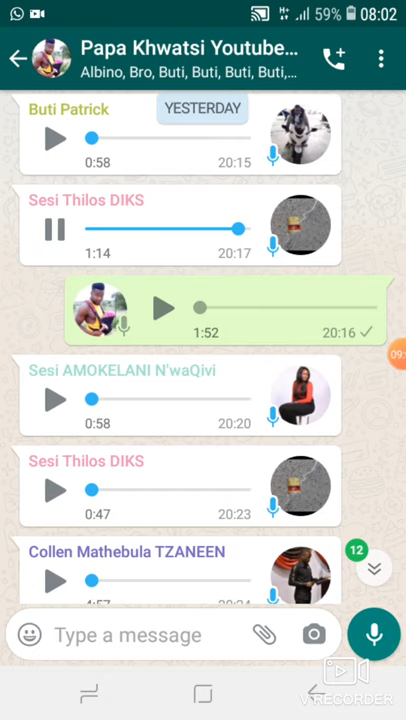 59% 08:02
Papa Khwatsi Youtube...
Albino, Bro, Buti, Buti, Buti, Buti,...
YESTERDAY
Buti Patrick
0:58 20:15
Sesi Thilos DIKS
1:14 20:17
1:52 20:16
Sesi AMOKELANI N'waQivi
0:58 20:20
Sesi Thilos DIKS
0:47 20:23
Collen Mathebula TZANEEN
12
Type a message
V RECORDER